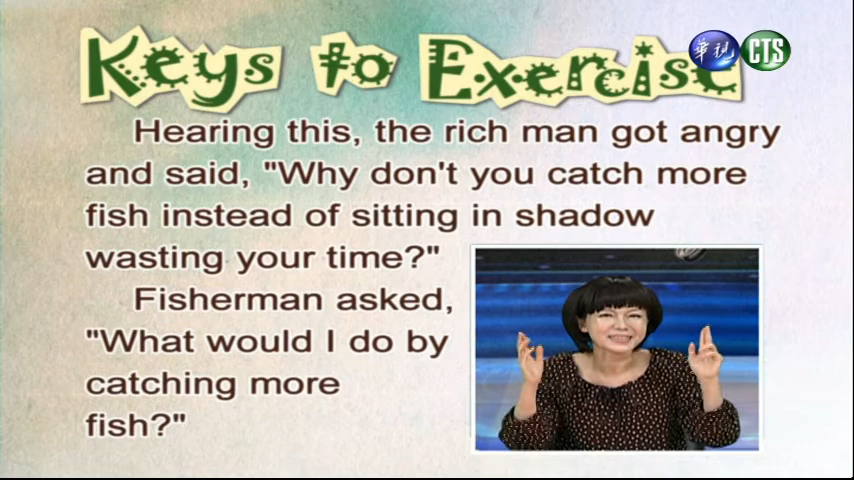 Keys to Exercise
華視 CTS
Hearing this, the rich man got angry
and said, "Why don't you catch more
fish instead of sitting in shadow
wasting your time?"
Fisherman asked,
"What would I do by
catching more
fish?"